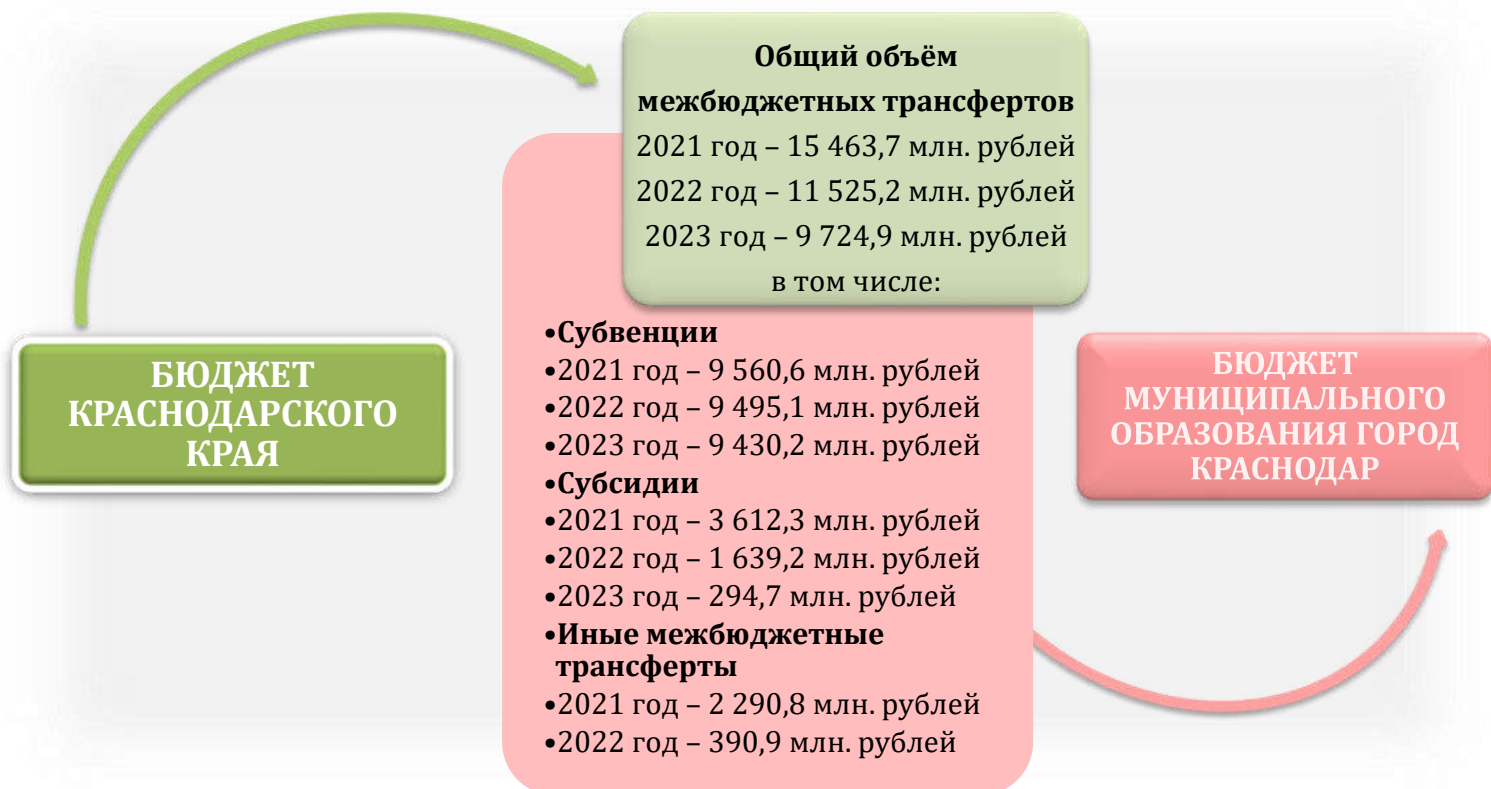 Общий объём
межбюджетных трансфертов
2021 год – 15 463,7 млн. рублей
2022 год – 11 525,2 млн. рублей
2023 год – 9 724,9 млн. рублей
в том числе:
БЮДЖЕТ
КРАСНОДАРСКОГО
КРАЯ
•Субвенции
•2021 год – 9 560,6 млн. рублей
•2022 год – 9 495,1 млн. рублей
•2023 год – 9 430,2 млн. рублей
•Субсидии
•2021 год – 3 612,3 млн. рублей
•2022 год – 1 639,2 млн. рублей
•2023 год – 294,7 млн. рублей
•Иные межбюджетные
трансферты
•2021 год – 2 290,8 млн. рублей
•2022 год – 390,9 млн. рублей
БЮДЖЕТ
МУНИЦИПАЛЬНОГО
ОБРАЗОВАНИЯ ГОРОД
КРАСНОДАР